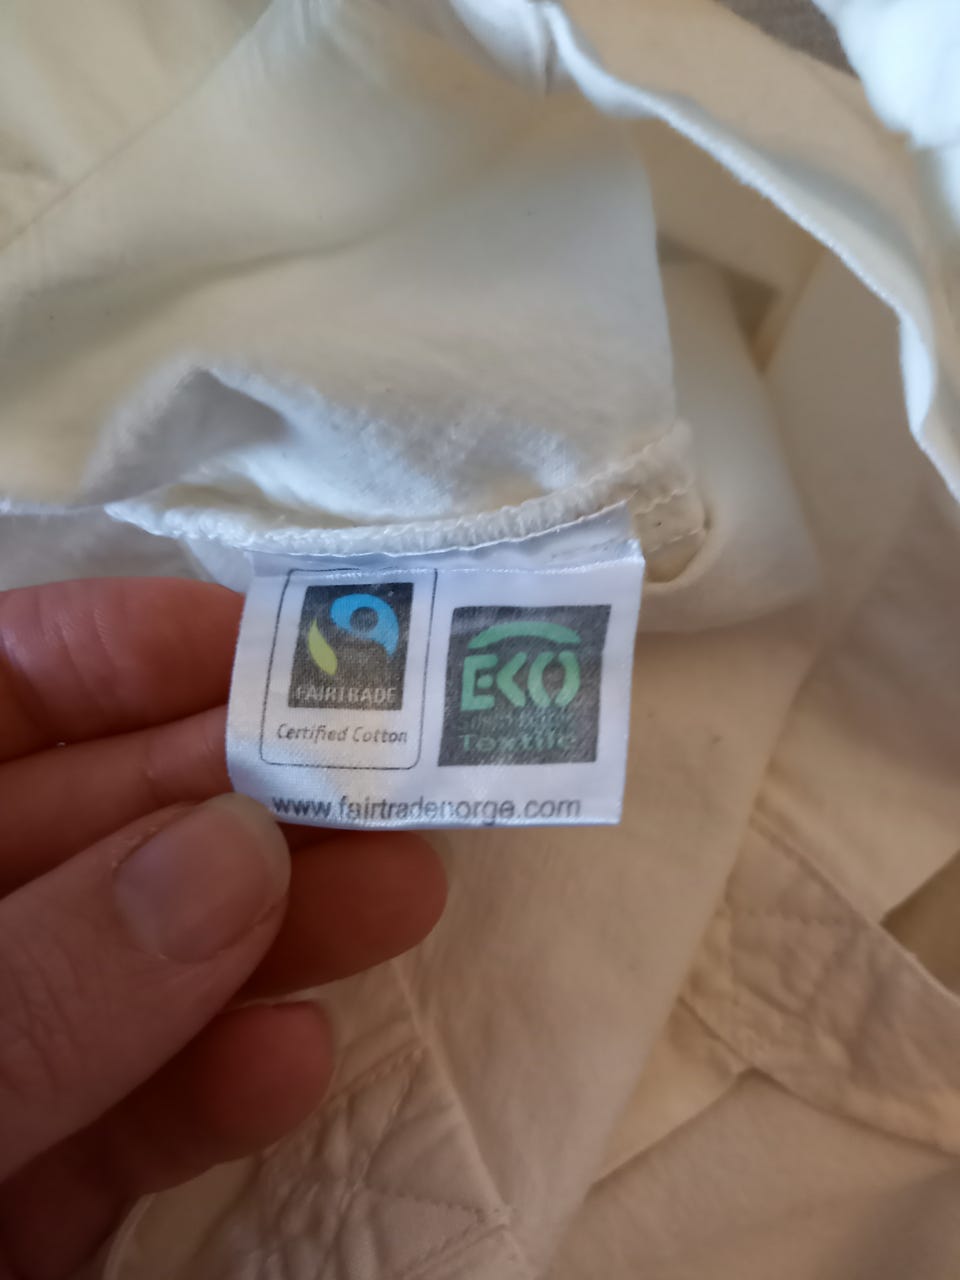 FAIRTRADE
Certified Cotton
EKO
Textile
www.fairtradenorge.com